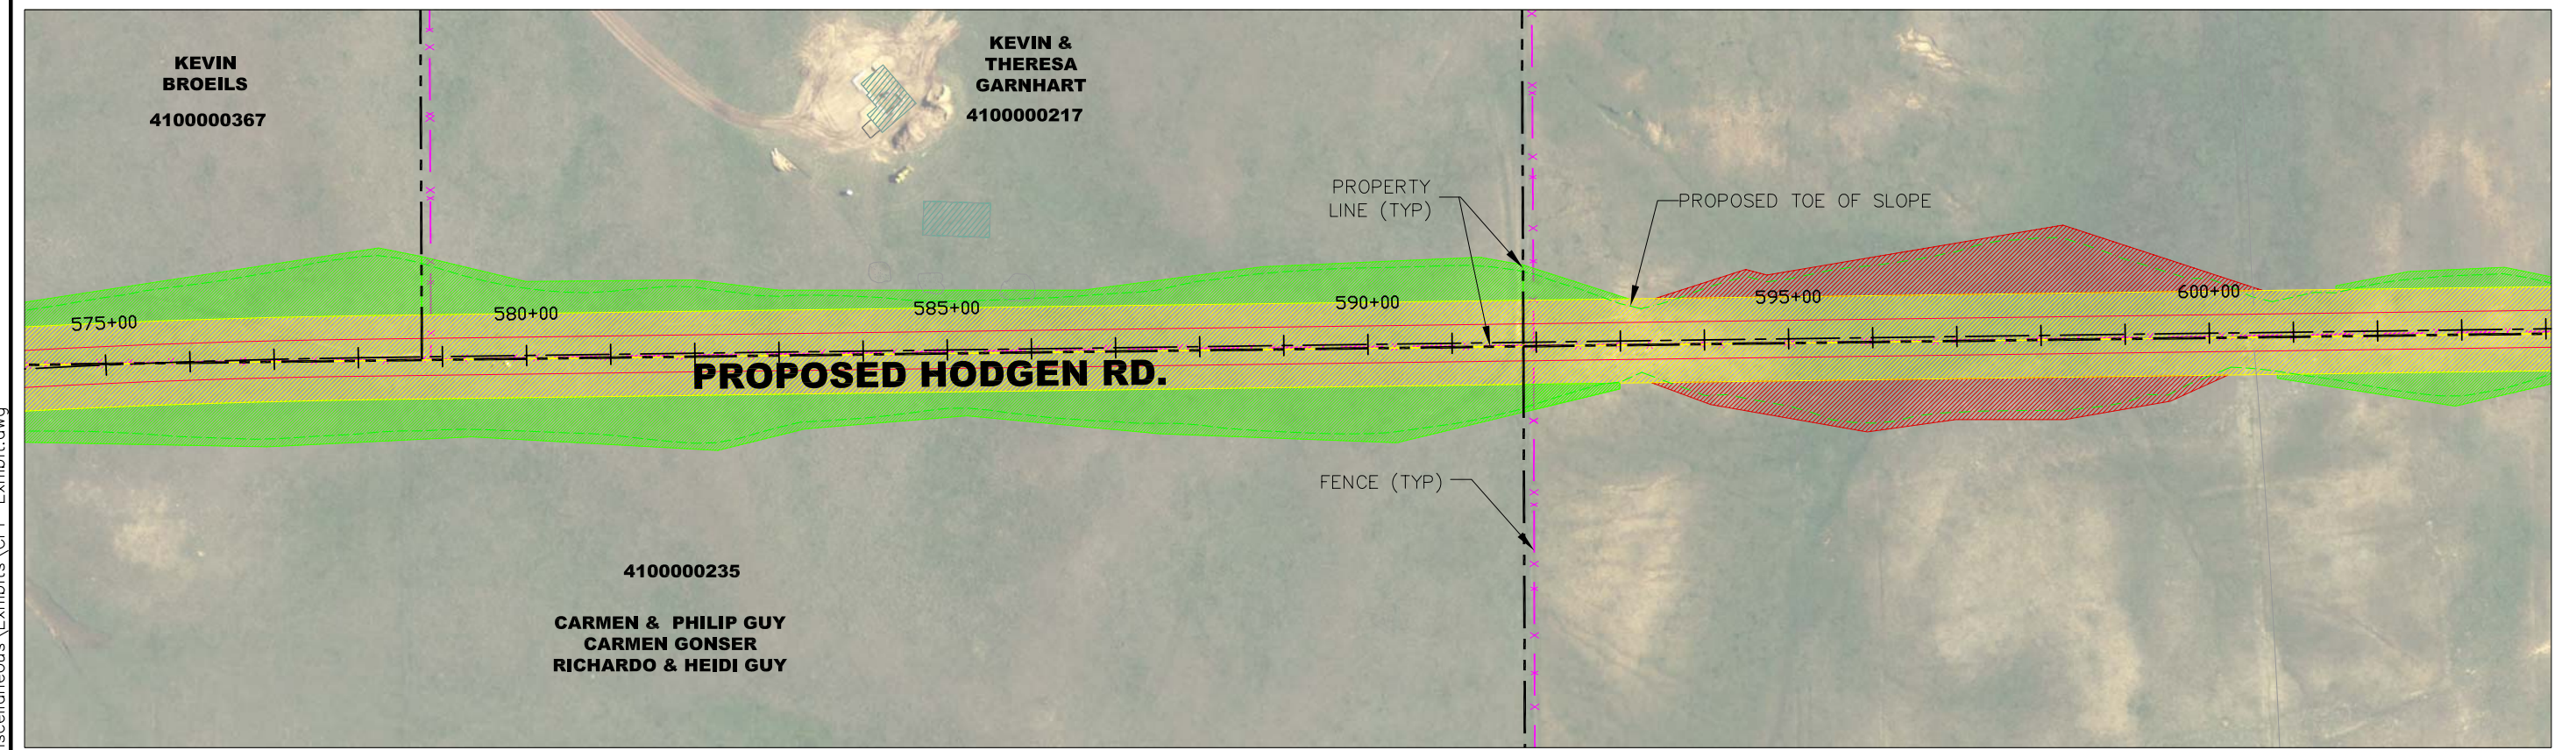 KEVIN
BROEILS
4100000367
KEVIN &
THERESA
GARNHART
4100000217
PROPERTY
LINE (TYP)
PROPOSED TOE OF SLOPE
575+00
580+00
585+00
590+00
595+00
600+00
PROPOSED HODGEN RD.
FENCE (TYP)
4100000235
CARMEN & PHILIP GUY
CARMEN GONSER
RICHARDO & HEIDI GUY